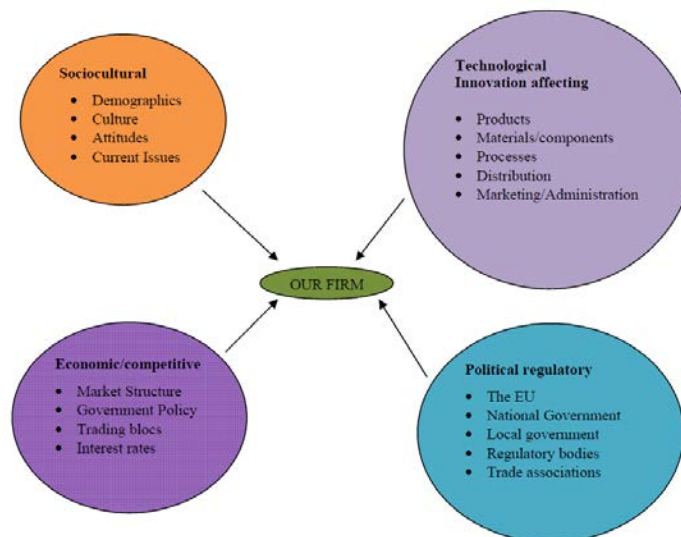 Sociocultural
• Demographics
• Culture
• Attitudes
• Current Issues
Technological
Innovation affecting
• Products
• Materials/components
• Processes
• Distribution
• Marketing/Administration
OUR FIRM
Economic/competitive
• Market Structure
• Government Policy
• Trading blocs
• Interest rates
Political regulatory
• The EU
• National Government
• Local government
• Regulatory bodies
• Trade associations